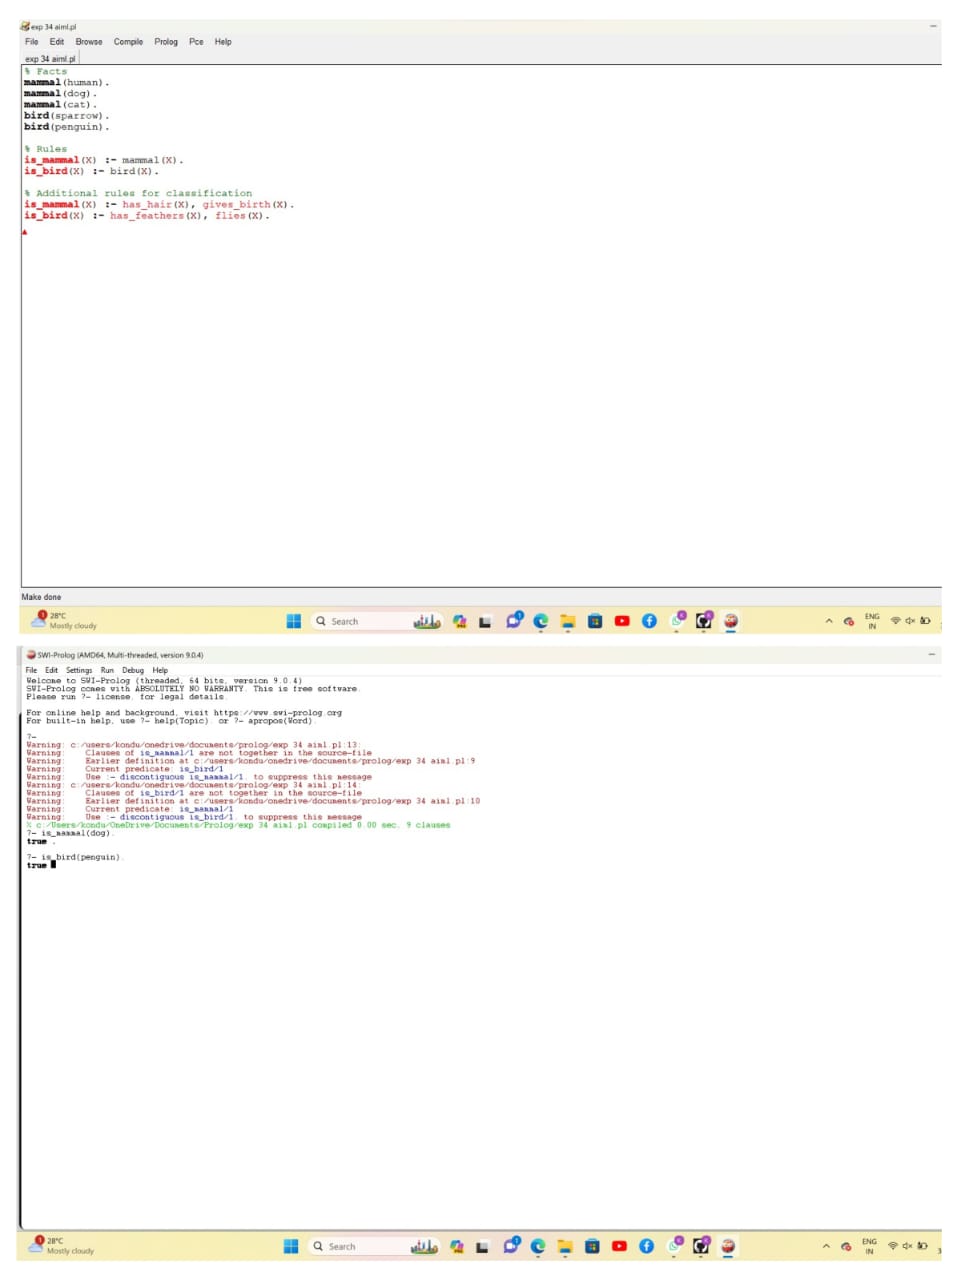 exp 34 aiml.pl
File Edit Browse Compile Prolog Pce Help
exp 34 aiml.pl
% Facts
mammal(human).
mammal(dog).
mammal(cat).
bird(sparrow).
bird(penguin).
% Rules
is_mammal(X) :- mammal(X).
is_bird(X) :- bird(X).
% Additional rules for classification
is_mammal(X) :- has_hair(X), gives_birth(X).
is_bird(X) :- has_feathers(X), flies(X).
Make done
1
28°C
Mostly cloudy
Search
1
K
K
ENG
IN
SWI-Prolog (AMD64, Multi-threaded, version 9.0.4)
File Edit Settings Run Debug Help
Welcome to SWI-Prolog (threaded, 64 bits, version 9.0.4)
SWI-Prolog comes with ABSOLUTELY NO WARRANTY. This is free software.
Please run ?- license. for legal details.
For online help and background, visit https://www.swi-prolog.org
For built-in help, use ?- help(Topic). or ?- apropos(Word).
?-
Warning: c:/users/kondu/onedrive/documents/prolog/exp 34 aiml.pl:13:
Warning: Clauses of is_mammal/1 are not together in the source-file
Warning: Earlier definition at c:/users/kondu/onedrive/documents/prolog/exp 34 aiml.pl:9
Warning: Current predicate: is_bird/1
Warning: Use :- discontiguous is_mammal/1. to suppress this message
Warning: c:/users/kondu/onedrive/documents/prolog/exp 34 aiml.pl:14:
Warning: Clauses of is_bird/1 are not together in the source-file
Warning: Earlier definition at c:/users/kondu/onedrive/documents/prolog/exp 34 aiml.pl:10
Warning: Current predicate: is_mammal/1
Warning: Use :- discontiguous is_bird/1. to suppress this message
% c:/Users/kondu/OneDrive/Documents/Prolog/exp 34 aiml.pl compiled 0.00 sec, 9 clauses
?- is_mammal(dog).
true .
?- is_bird(penguin).
true
1
28°C
Mostly cloudy
Search
1
K
K
ENG
IN